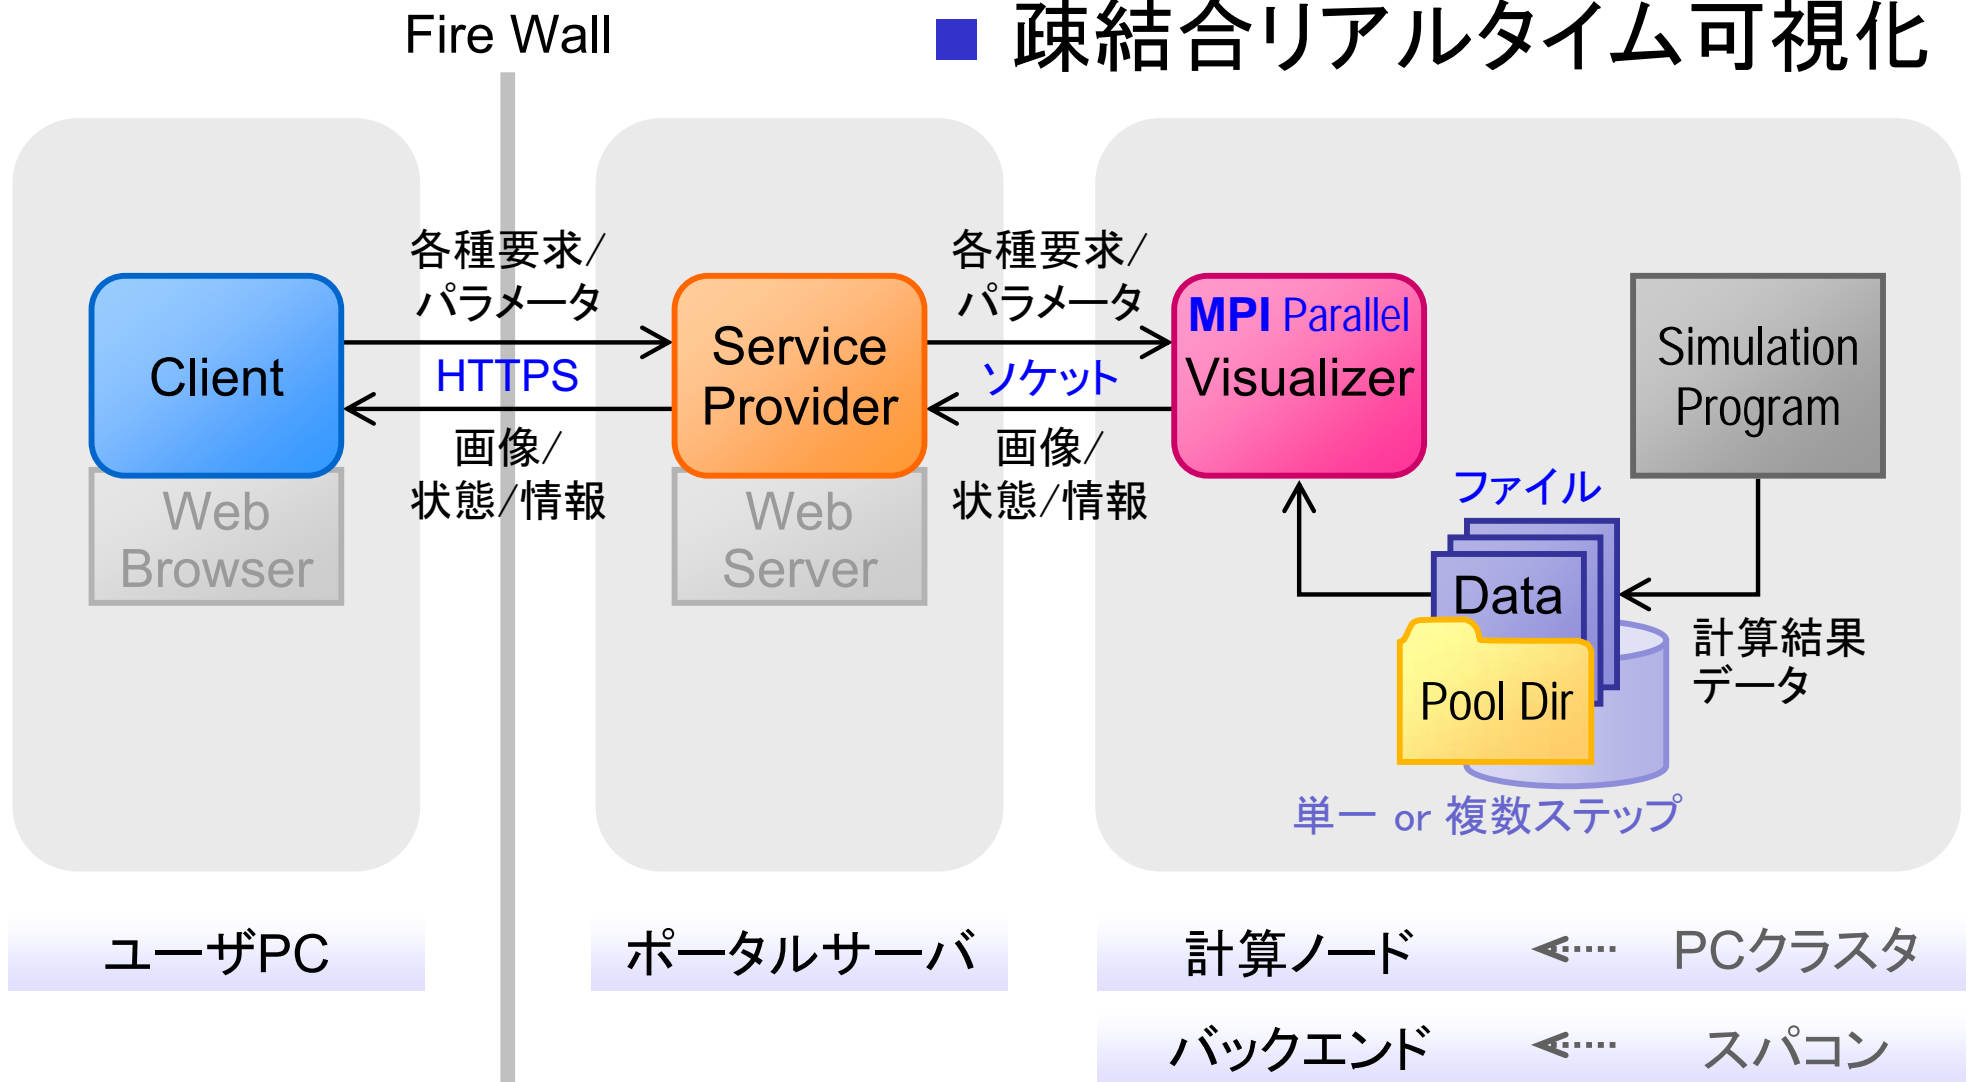 Fire Wall
■ 疎結合リアルタイム可視化
各種要求/
パラメータ
HTTPS
画像/
状態/情報
各種要求/
パラメータ
ソケット
画像/
状態/情報
Client
Web
Browser
Service
Provider
Web
Server
MPI Parallel
Visualizer
Simulation
Program
ファイル
Data
Pool Dir
計算結果
データ
単一 or 複数ステップ
ユーザPC
ポータルサーバ
計算ノード
PCクラスタ
バックエンド
スパコン